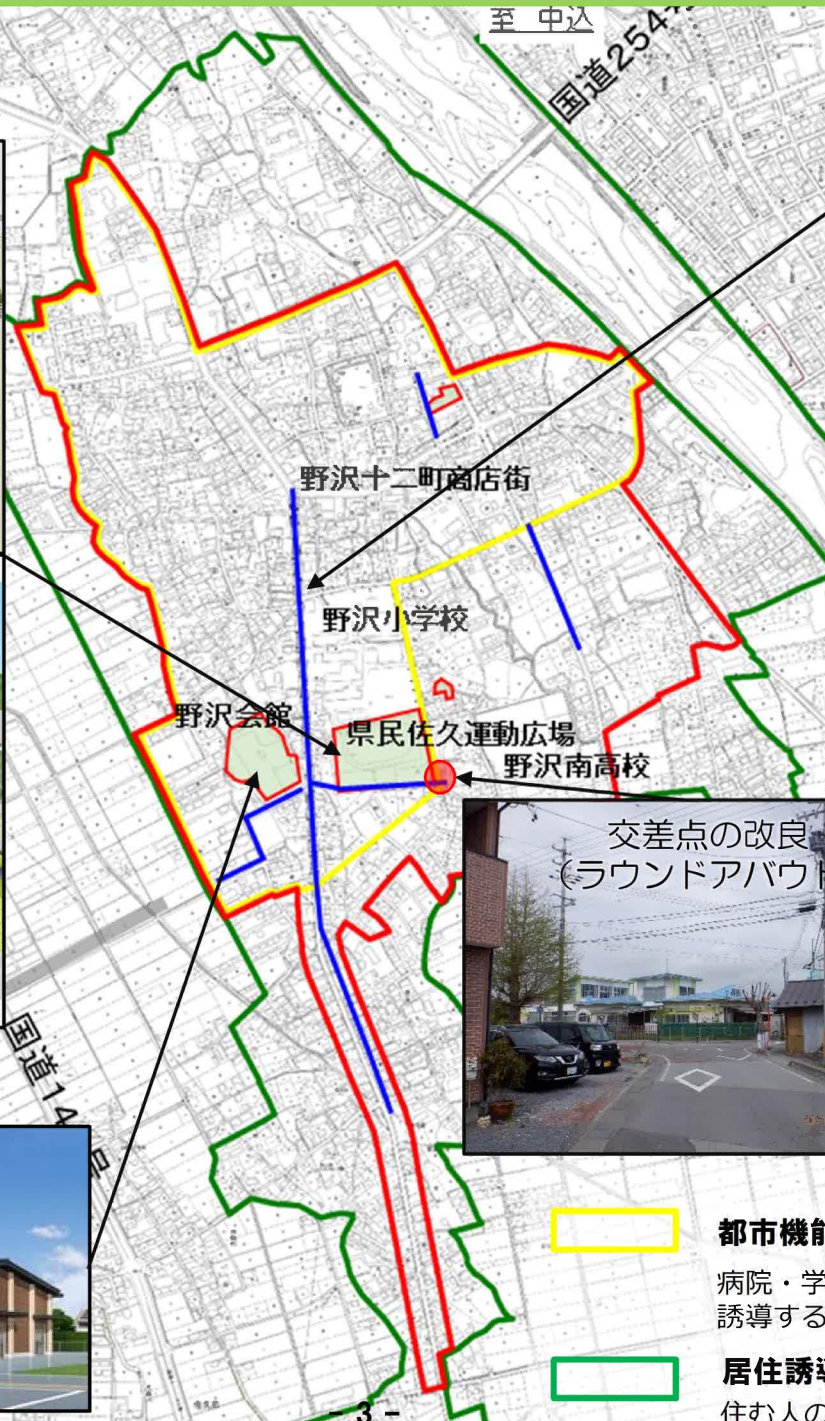 至 中込
国道254
野沢十二町商店街
野沢小学校
野沢会館
県民佐久運動広場
野沢南高校
交差点の改良
(ラウンドアバウ
国道14
号
都市機能
病院・学
誘導する
居住誘導
住む人の
- 3 -